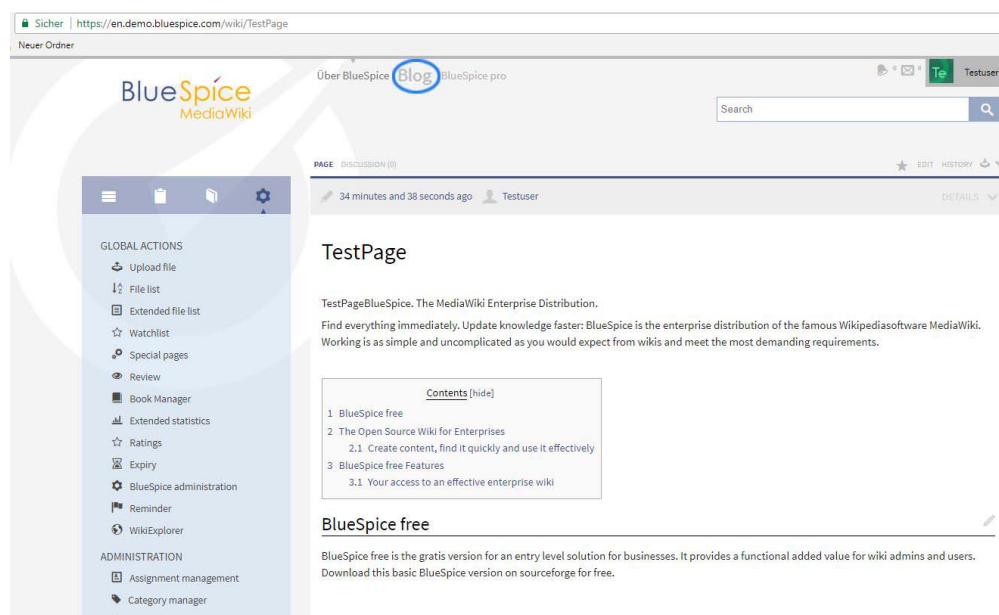 Sicher | https://en.demo.bluespice.com/wiki/TestPage
Neuer Ordner
BlueSpice
MediaWiki
Über BlueSpice Blog BlueSpice pro
Te Testuser
Search
PAGE DISCUSSION (0)
EDIT HISTORY
34 minutes and 38 seconds ago Testuser
DETAILS
GLOBAL ACTIONS
Upload file
File list
Extended file list
Watchlist
Special pages
Review
Book Manager
Extended statistics
Ratings
Expiry
BlueSpice administration
Reminder
WikiExplorer
ADMINISTRATION
Assignment management
Category manager
TestPage
TestPageBlueSpice. The MediaWiki Enterprise Distribution.
Find everything immediately. Update knowledge faster: BlueSpice is the enterprise distribution of the famous Wikipediasoftware MediaWiki.
Working is as simple and uncomplicated as you would expect from wikis and meet the most demanding requirements.
Contents [hide]
1 BlueSpice free
2 The Open Source Wiki for Enterprises
2.1 Create content, find it quickly and use it effectively
3 BlueSpice free Features
3.1 Your access to an effective enterprise wiki
BlueSpice free
BlueSpice free is the gratis version for an entry level solution for businesses. It provides a functional added value for wiki admins and users.
Download this basic BlueSpice version on sourceforge for free.